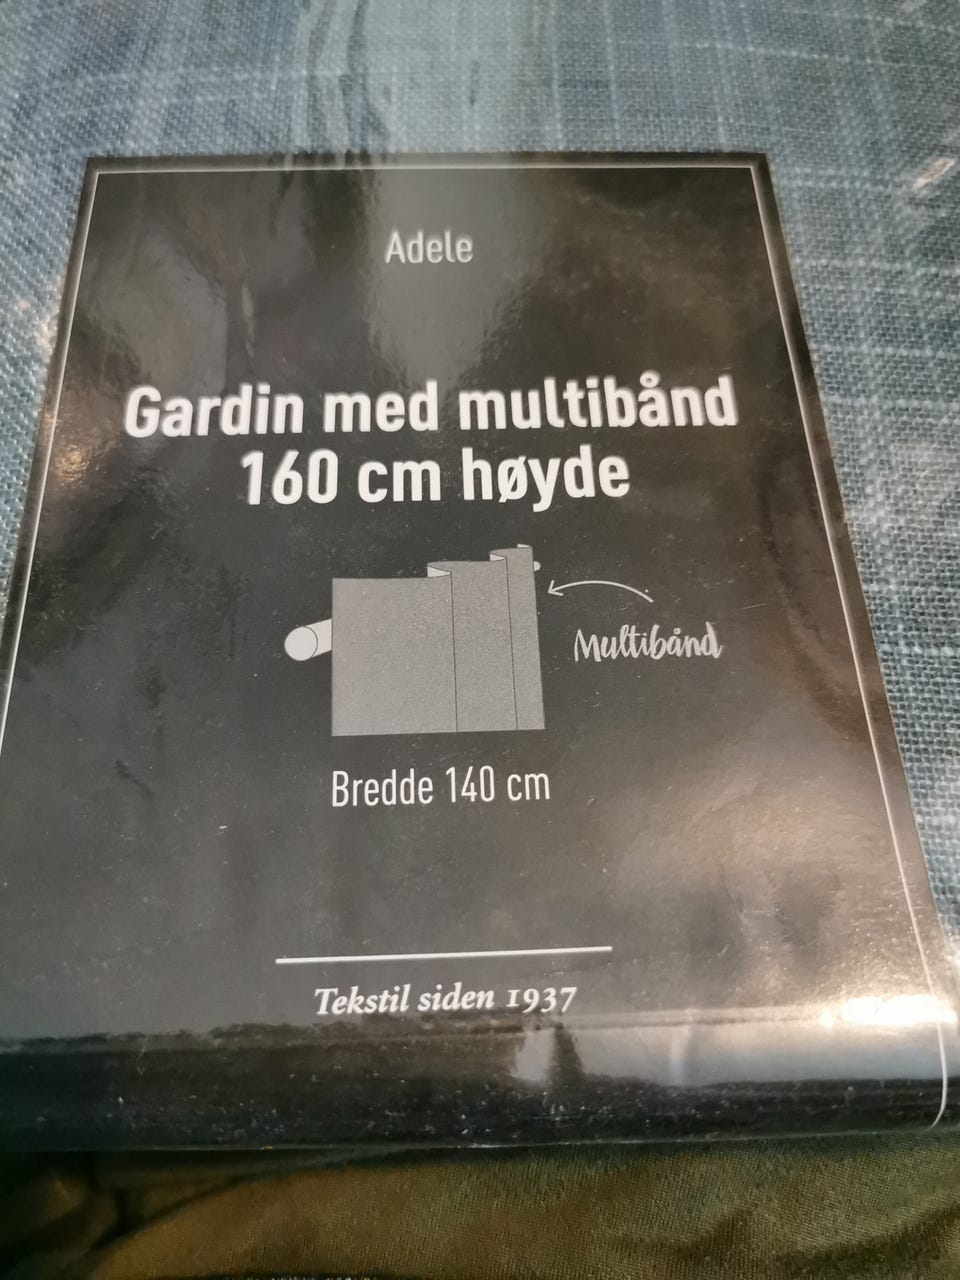 Adele
Gardin med multibånd
160 cm høyde
Multibånd
Bredde 140 cm
Tekstil siden 1937